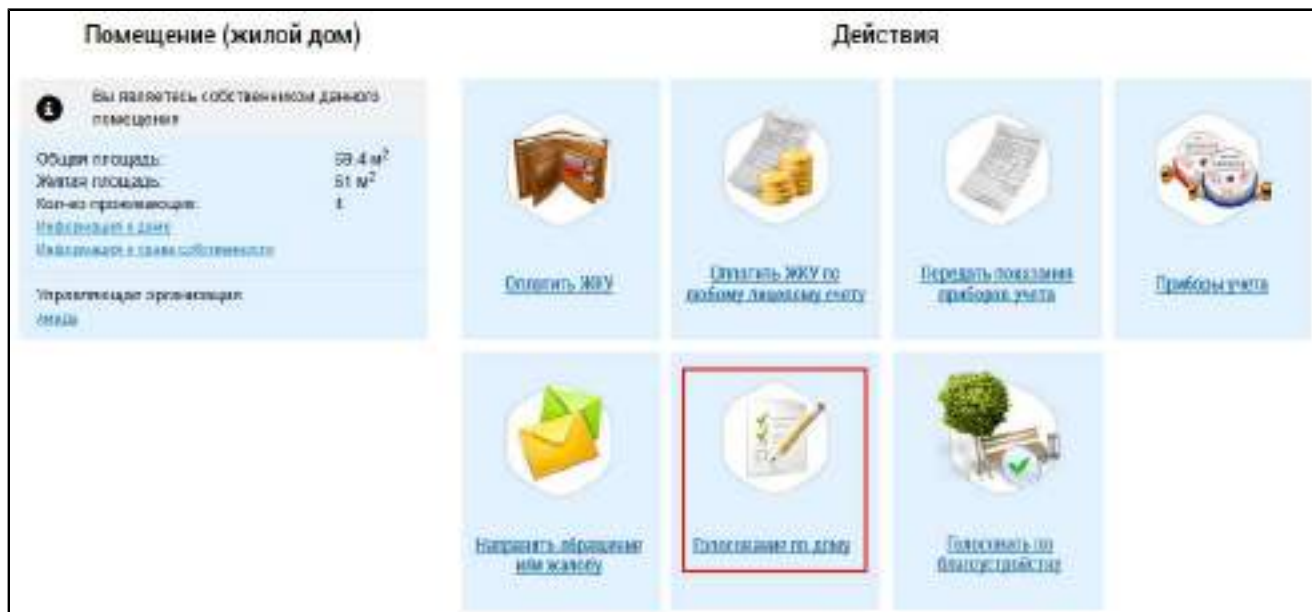 Помещение (жилой дом)
Действия
Вы являетесь собственником данного
помещения
Общая площадь: 59.4 м²
Жилая площадь: 51 м²
Кол-во проживающих:
Информация о доме
Информация о праве собственности
Управляющая организация
Оплатить ЖКУ
Оплатить ЖКУ по
любому лицевому счету
Передать показания
приборов учета
Приборы учета
Направить обращение
или жалобу
Голосование по дому
Голосовать по
благоустройству